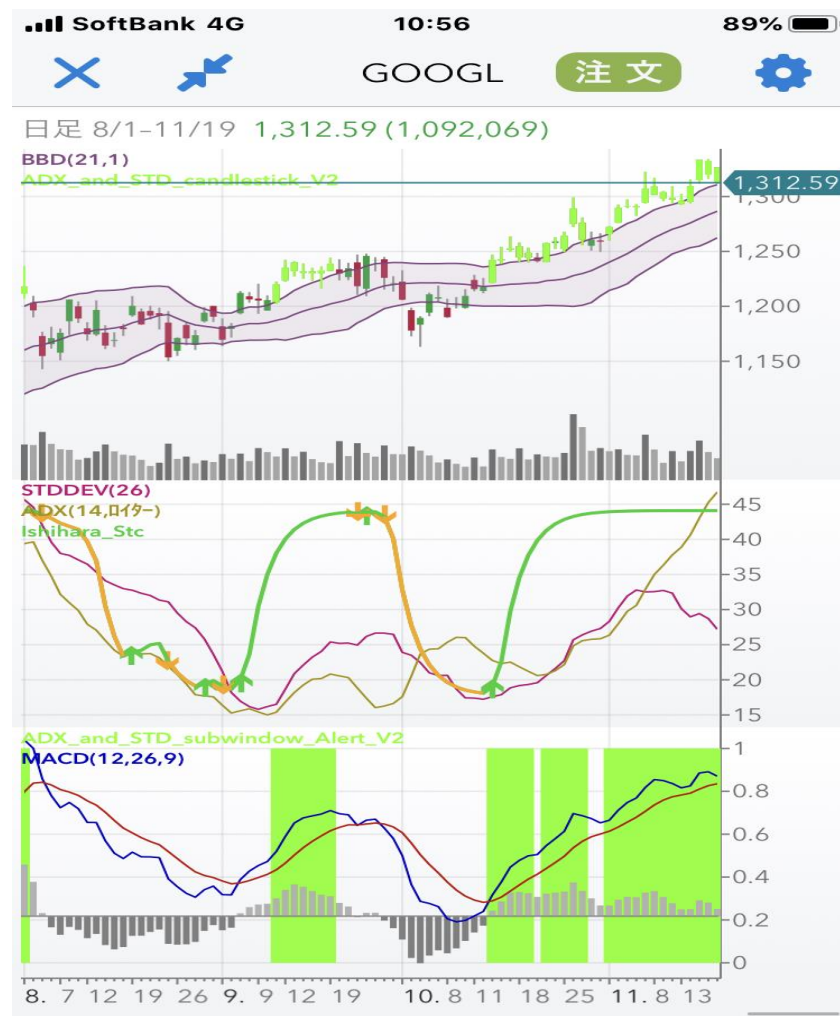 SoftBank 4G 10:56 89%
GOOGL 注文
日足 8/1-11/19 1,312.59 (1,092,069)
BBD(21,1)
ADX_and_STD_candlestick_V2
1,312.59
1,300
1,250
1,200
1,150
STDDEV(26)
ADX(14,ロイター)
Ishihara_Stc
45
40
35
30
25
20
15
ADX_and_STD_subwindow_Alert_V2
MACD(12,26,9)
1
0.8
0.6
0.4
0.2
0
8. 7 12 19 26 9. 9 12 19 10. 8 11 18 25 11. 8 13